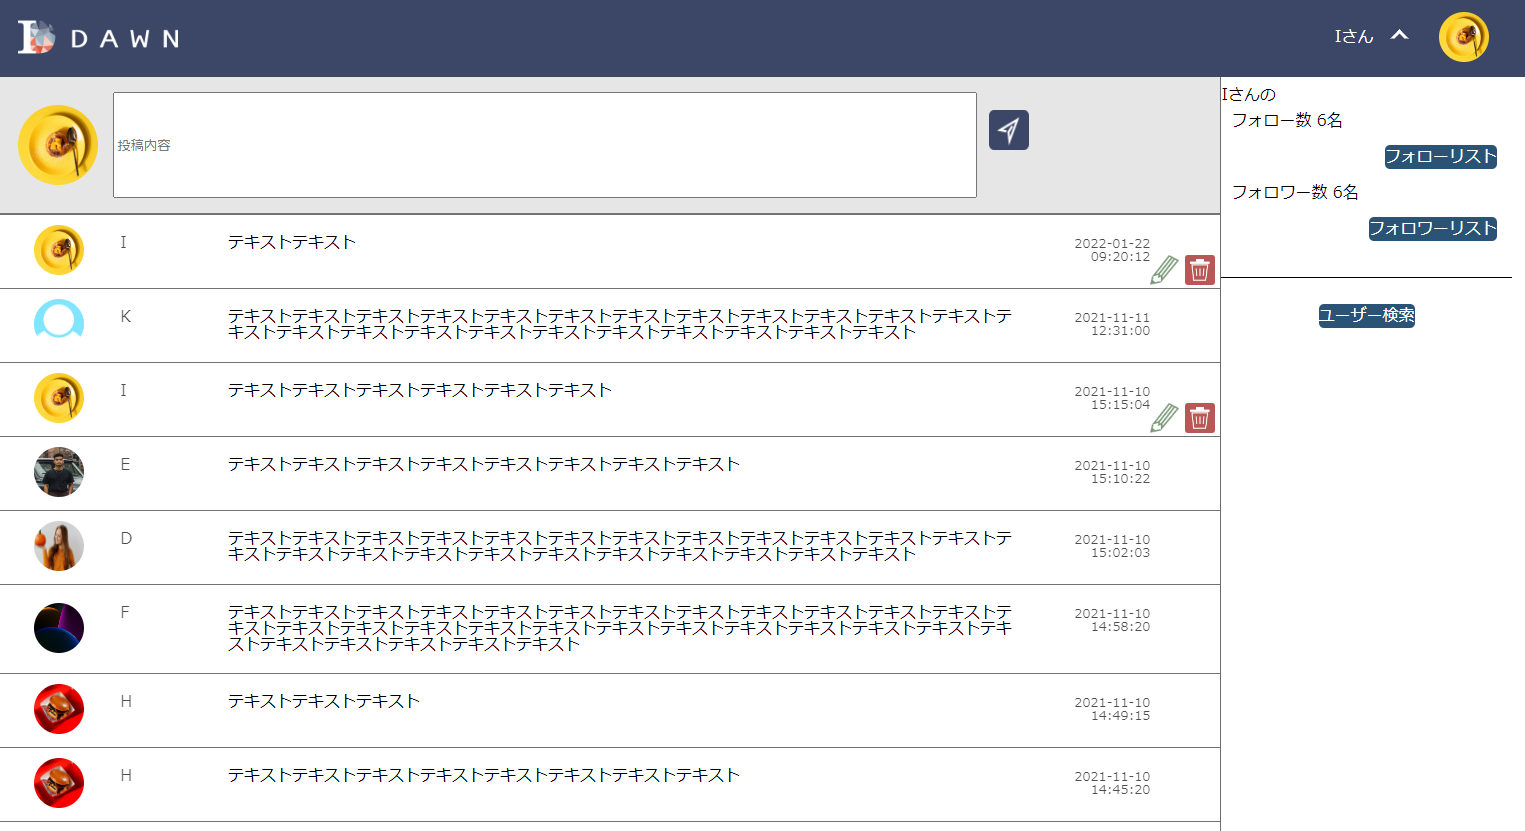 DAWN
Iさん
投稿内容
Iさんの
フォロー数 6名
フォローリスト
フォロワー数 6名
フォロワーリスト
ユーザー検索
I
テキストテキスト
2022-01-22
09:20:12
K
テキストテキストテキストテキストテキストテキストテキストテキストテキストテキストテキストテキストテ
キストテキストテキストテキストテキストテキストテキストテキストテキストテキストテキスト
2021-11-11
12:31:00
I
テキストテキストテキストテキストテキストテキスト
2021-11-10
15:15:04
E
テキストテキストテキストテキストテキストテキストテキストテキスト
2021-11-10
15:10:22
D
テキストテキストテキストテキストテキストテキストテキストテキストテキストテキストテキストテキストテ
キストテキストテキストテキストテキストテキストテキストテキストテキストテキストテキスト
2021-11-10
15:02:03
F
テキストテキストテキストテキストテキストテキストテキストテキストテキストテキストテキストテキストテ
キストテキストテキストテキストテキストテキストテキストテキストテキストテキストテキストテキストテキ
ストテキストテキストテキストテキストテキスト
2021-11-10
14:58:20
H
テキストテキストテキスト
2021-11-10
14:49:15
H
テキストテキストテキストテキストテキストテキストテキストテキスト
2021-11-10
14:45:20